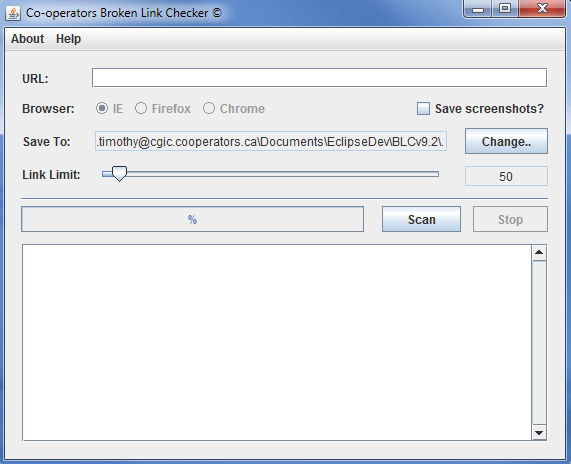 Co-operators Broken Link Checker ©
About Help
URL:
Browser: IE Firefox Chrome Save screenshots?
Save To: .timothy@cgic.cooperators.ca\Documents\EclipseDev\BLCv9.2\. Change..
Link Limit: 50
% Scan Stop